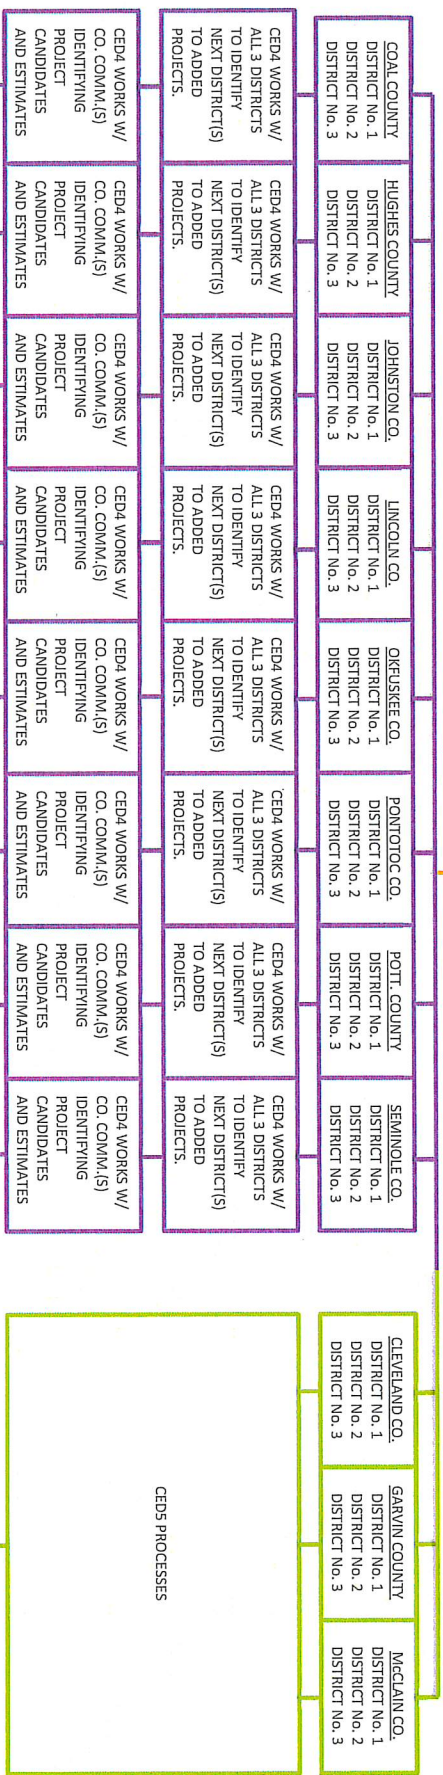 COAL COUNTY
DISTRICT No. 1
DISTRICT No. 2
DISTRICT No. 3
HUGHES COUNTY
DISTRICT No. 1
DISTRICT No. 2
DISTRICT No. 3
JOHNSTON CO.
DISTRICT No. 1
DISTRICT No. 2
DISTRICT No. 3
LINCOLN CO.
DISTRICT No. 1
DISTRICT No. 2
DISTRICT No. 3
OKFUSKEE CO.
DISTRICT No. 1
DISTRICT No. 2
DISTRICT No. 3
PONTOTOC CO.
DISTRICT No. 1
DISTRICT No. 2
DISTRICT No. 3
POTT. COUNTY
DISTRICT No. 1
DISTRICT No. 2
DISTRICT No. 3
SEMINOLE CO.
DISTRICT No. 1
DISTRICT No. 2
DISTRICT No. 3
CLEVELAND CO.
DISTRICT No. 1
DISTRICT No. 2
DISTRICT No. 3
GARVIN COUNTY
DISTRICT No. 1
DISTRICT No. 2
DISTRICT No. 3
McCLAIN CO.
DISTRICT No. 1
DISTRICT No. 2
DISTRICT No. 3
CED4 WORKS W/
ALL 3 DISTRICTS
TO IDENTIFY
NEXT DISTRICT(S)
TO ADDED
PROJECTS.
CED4 WORKS W/
ALL 3 DISTRICTS
TO IDENTIFY
NEXT DISTRICT(S)
TO ADDED
PROJECTS.
CED4 WORKS W/
ALL 3 DISTRICTS
TO IDENTIFY
NEXT DISTRICT(S)
TO ADDED
PROJECTS.
CED4 WORKS W/
ALL 3 DISTRICTS
TO IDENTIFY
NEXT DISTRICT(S)
TO ADDED
PROJECTS.
CED4 WORKS W/
ALL 3 DISTRICTS
TO IDENTIFY
NEXT DISTRICT(S)
TO ADDED
PROJECTS.
CED4 WORKS W/
ALL 3 DISTRICTS
TO IDENTIFY
NEXT DISTRICT(S)
TO ADDED
PROJECTS.
CED4 WORKS W/
ALL 3 DISTRICTS
TO IDENTIFY
NEXT DISTRICT(S)
TO ADDED
PROJECTS.
CED4 WORKS W/
ALL 3 DISTRICTS
TO IDENTIFY
NEXT DISTRICT(S)
TO ADDED
PROJECTS.
CED5 PROCESSES
CED4 WORKS W/
CO. COMM.(S)
IDENTIFYING
PROJECT
CANDIDATES
AND ESTIMATES
CED4 WORKS W/
CO. COMM.(S)
IDENTIFYING
PROJECT
CANDIDATES
AND ESTIMATES
CED4 WORKS W/
CO. COMM.(S)
IDENTIFYING
PROJECT
CANDIDATES
AND ESTIMATES
CED4 WORKS W/
CO. COMM.(S)
IDENTIFYING
PROJECT
CANDIDATES
AND ESTIMATES
CED4 WORKS W/
CO. COMM.(S)
IDENTIFYING
PROJECT
CANDIDATES
AND ESTIMATES
CED4 WORKS W/
CO. COMM.(S)
IDENTIFYING
PROJECT
CANDIDATES
AND ESTIMATES
CED4 WORKS W/
CO. COMM.(S)
IDENTIFYING
PROJECT
CANDIDATES
AND ESTIMATES
CED4 WORKS W/
CO. COMM.(S)
IDENTIFYING
PROJECT
CANDIDATES
AND ESTIMATES